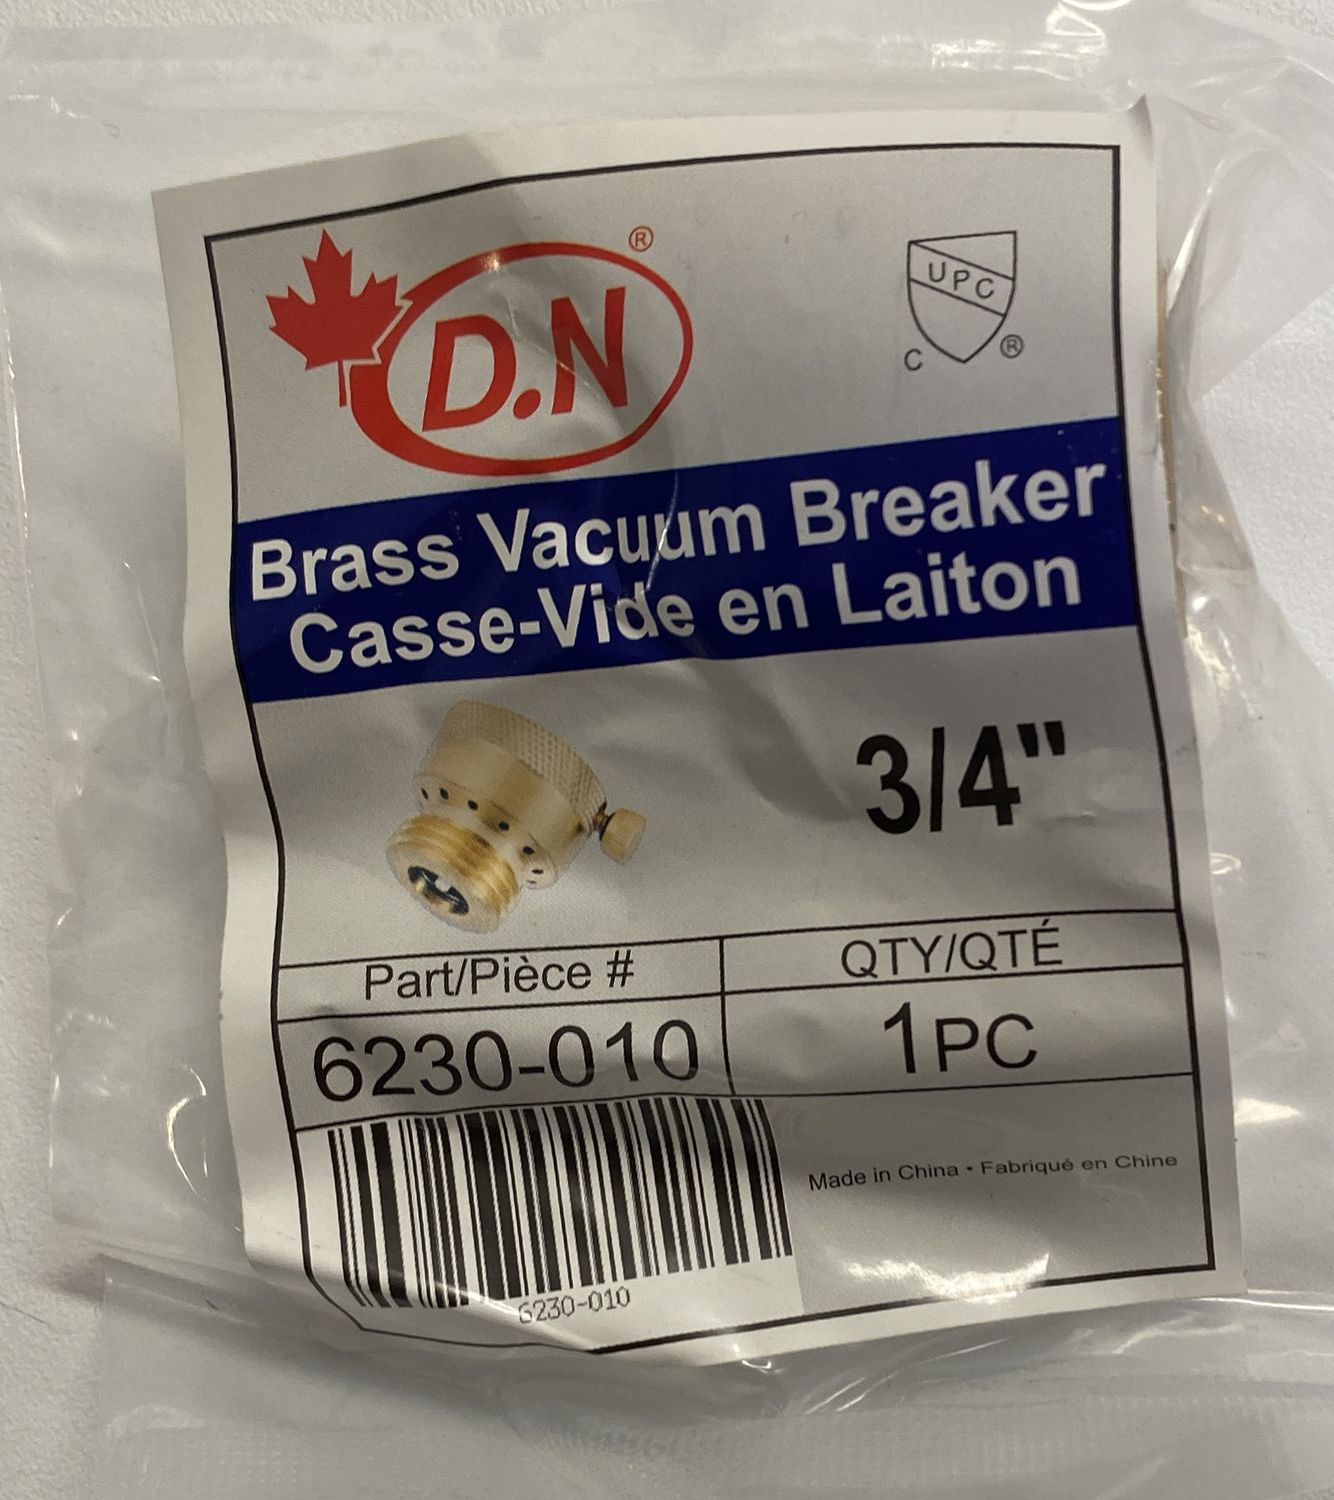 D.N ®
UPC
C ®
Brass Vacuum Breaker
Casse-Vide en Laiton
3/4"
Part/Pièce # QTY/QTÉ
6230-010 1PC
Made in China • Fabriqué en Chine
6230-010